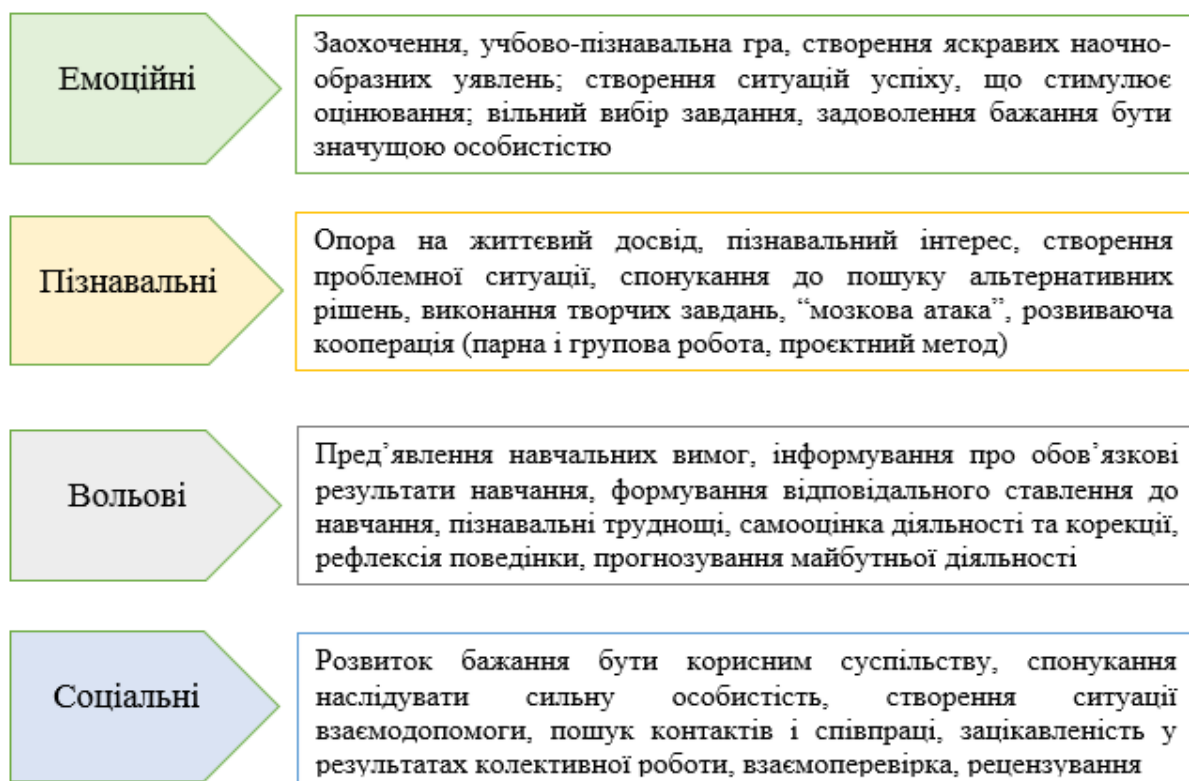 Емоційні
Заохочення, учбово-пізнавальна гра, створення яскравих наочно-
образних уявлень; створення ситуацій успіху, що стимулює
оцінювання; вільний вибір завдання, задоволення бажання бути
значущою особистістю
Пізнавальні
Опора на життєвий досвід, пізнавальний інтерес, створення
проблемної ситуації, спонукання до пошуку альтернативних
рішень, виконання творчих завдань, “мозкова атака”, розвиваюча
кооперація (парна і групова робота, проєктний метод)
Вольові
Пред’явлення навчальних вимог, інформування про обов’язкові
результати навчання, формування відповідального ставлення до
навчання, пізнавальні труднощі, самооцінка діяльності та корекції,
рефлексія поведінки, прогнозування майбутньої діяльності
Соціальні
Розвиток бажання бути корисним суспільству, спонукання
наслідувати сильну особистість, створення ситуації
взаємодопомоги, пошук контактів і співпраці, зацікавленість у
результатах колективної роботи, взаємоперевірка, рецензування